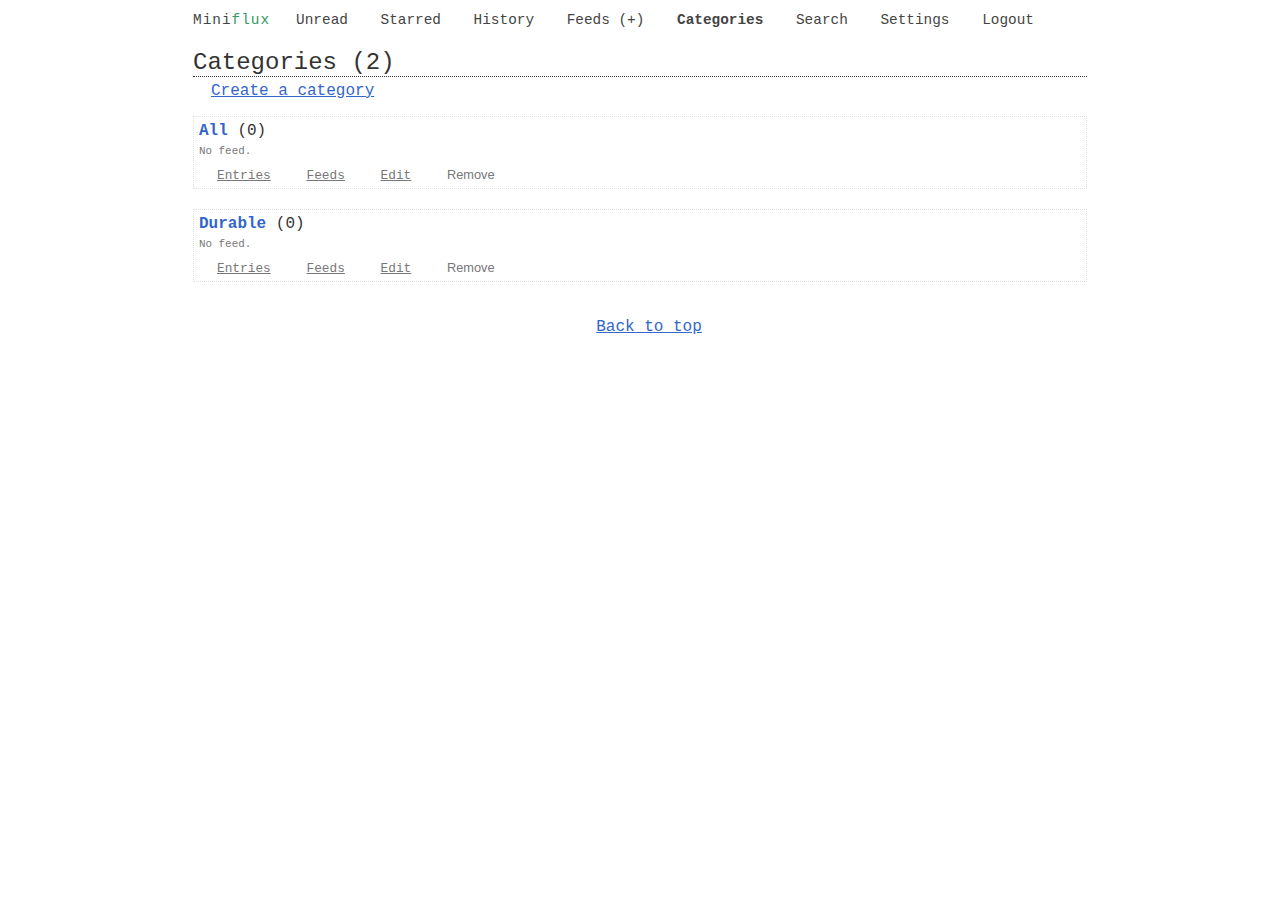 Miniflux Unread Starred History Feeds (+) Categories Search Settings Logout
Categories (2)
Create a category
All (0)
No feed.
Entries Feeds Edit Remove
Durable (0)
No feed.
Entries Feeds Edit Remove
Back to top